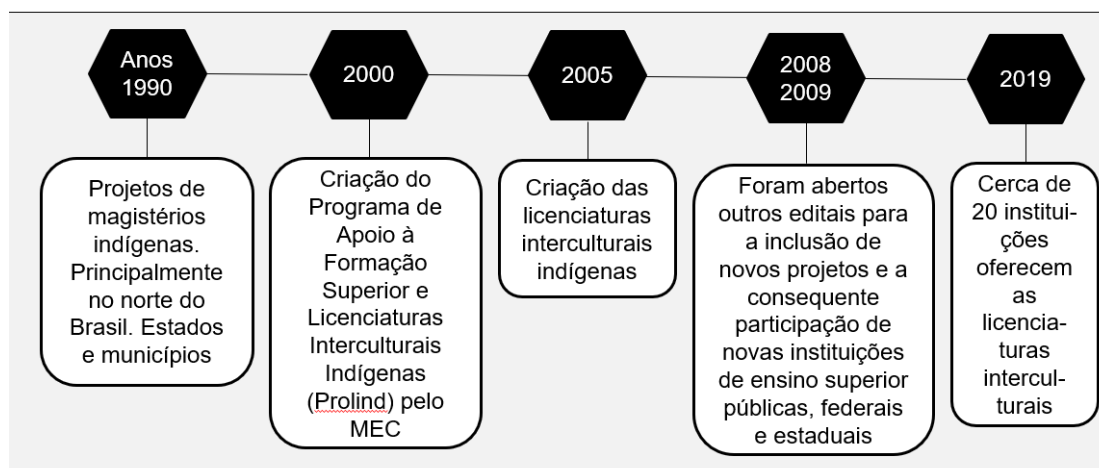 Anos
1990
Projetos de
magistérios
indígenas.
Principalmente
no norte do
Brasil. Estados
e municípios
2000
Criação do
Programa de
Apoio à
Formação
Superior e
Licenciaturas
Interculturais
Indígenas
(Prolind) pelo
MEC
2005
Criação das
licenciaturas
interculturais
indígenas
2008
2009
Foram abertos
outros editais para
a inclusão de
novos projetos e a
consequente
participação de
novas instituições
de ensino superior
públicas, federais
e estaduais
2019
Cerca de
20 institui-
ções
oferecem
as
licencia-
turas
intercul-
turais